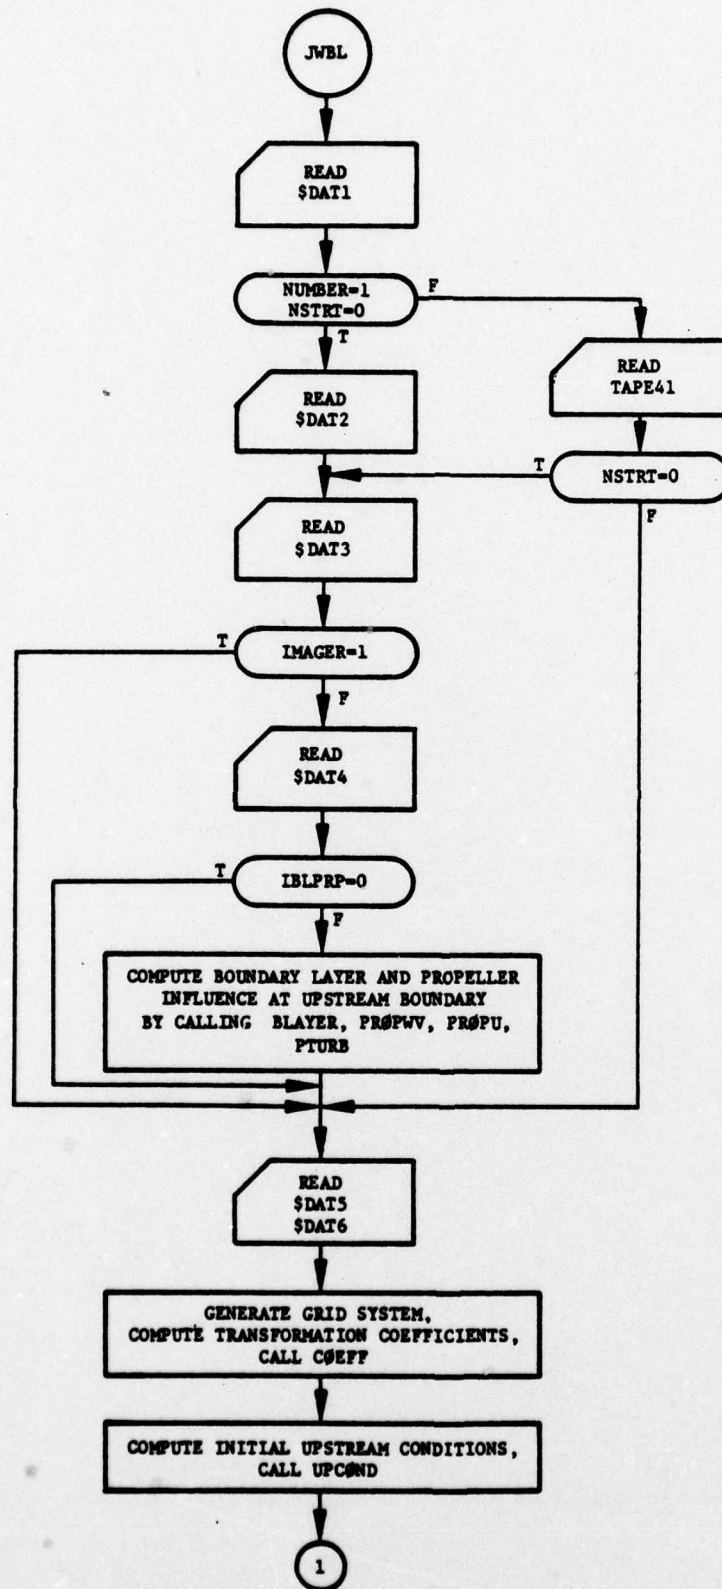 JWBL
READ
$DAT1
NUMBER=1
NSTRT=0
F
T
READ
TAPE41
READ
$DAT2
T
NSTRT=0
F
READ
$DAT3
T
IMAGER=1
F
READ
$DAT4
T
IBLPRP=0
F
COMPUTE BOUNDARY LAYER AND PROPELLER
INFLUENCE AT UPSTREAM BOUNDARY
BY CALLING BLAYER, PRØPWV, PRØPU,
PTURB
READ
$DAT5
$DAT6
GENERATE GRID SYSTEM,
COMPUTE TRANSFORMATION COEFFICIENTS,
CALL CØEFF
COMPUTE INITIAL UPSTREAM CONDITIONS,
CALL UPCØND
1